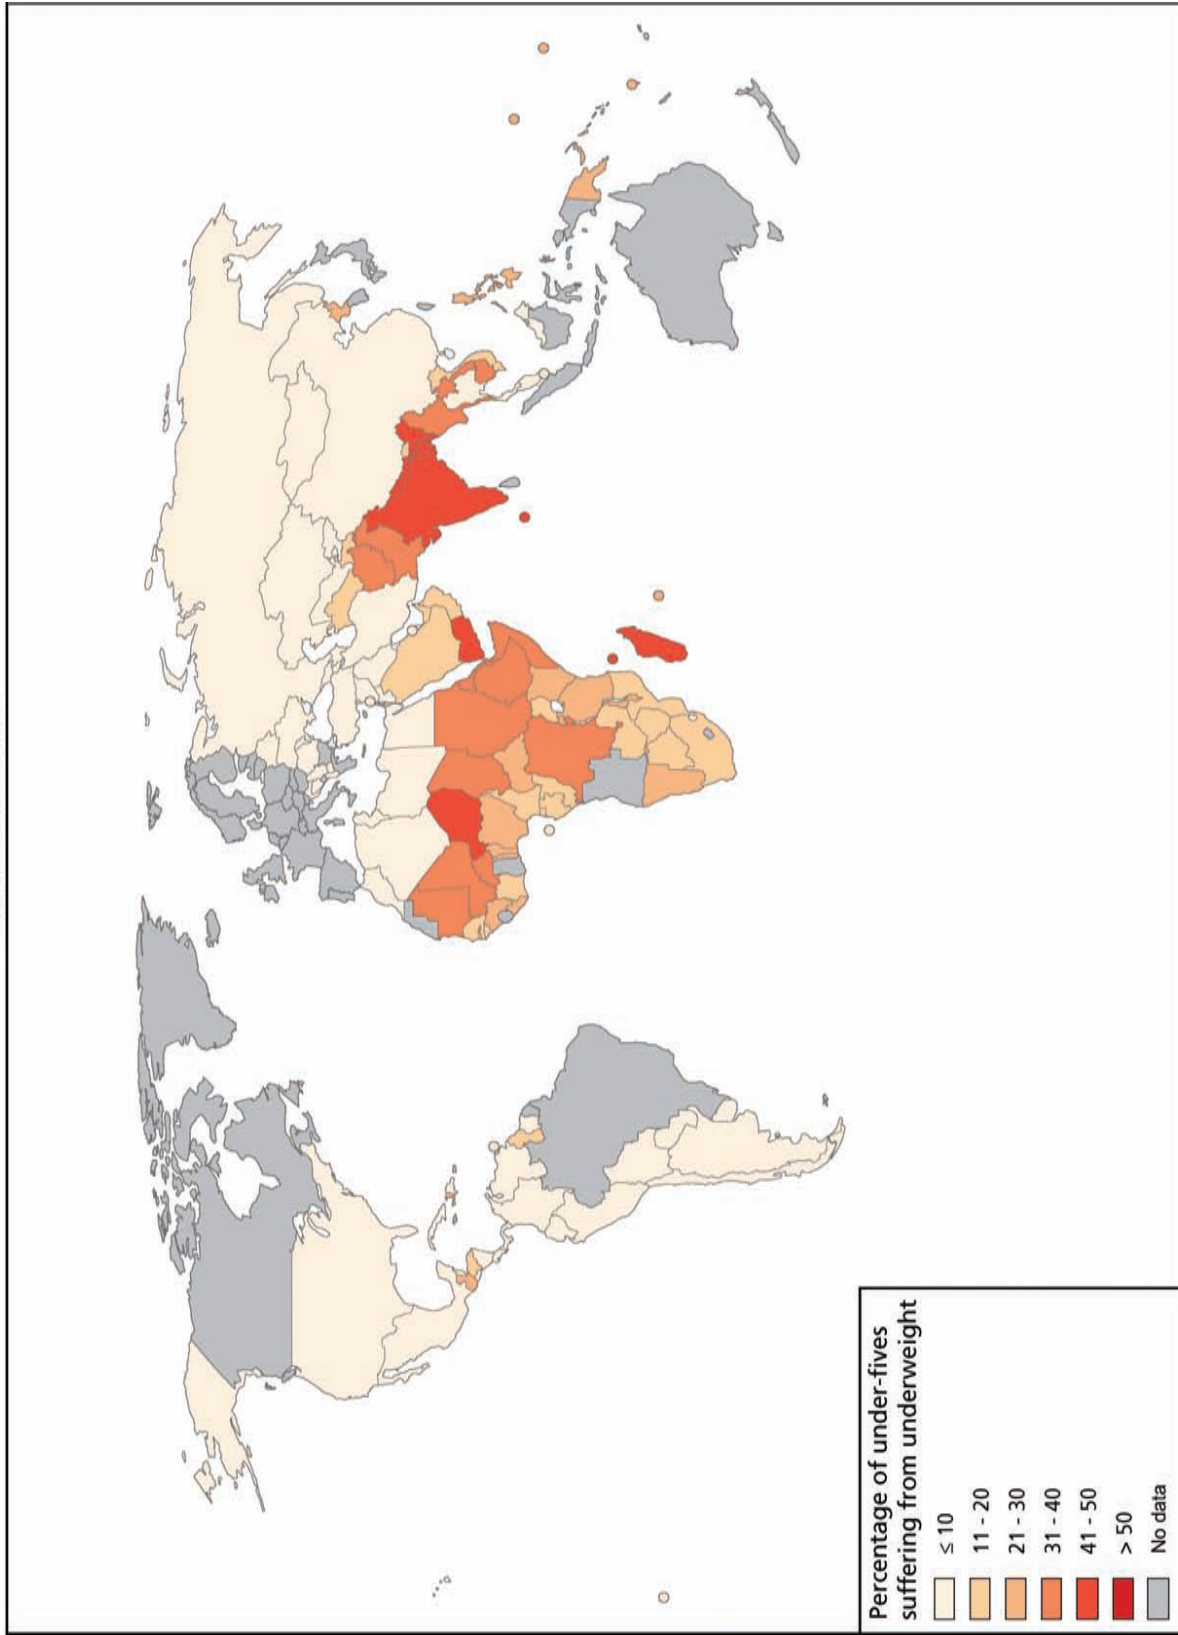 Percentage of under-fives
suffering from underweight
≤ 10
11 - 20
21 - 30
31 - 40
41 - 50
> 50
No data